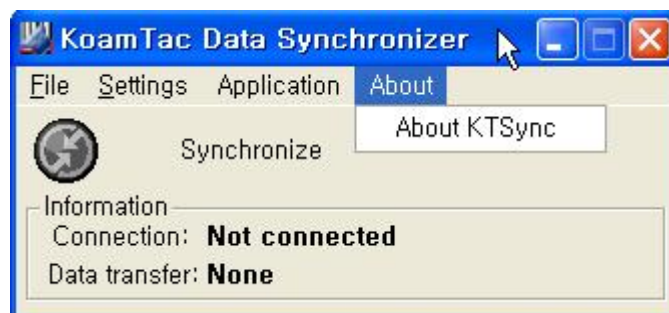 KoamTac Data Synchronizer
File Settings Application About
About KTSync
Synchronize
Information
Connection: Not connected
Data transfer: None